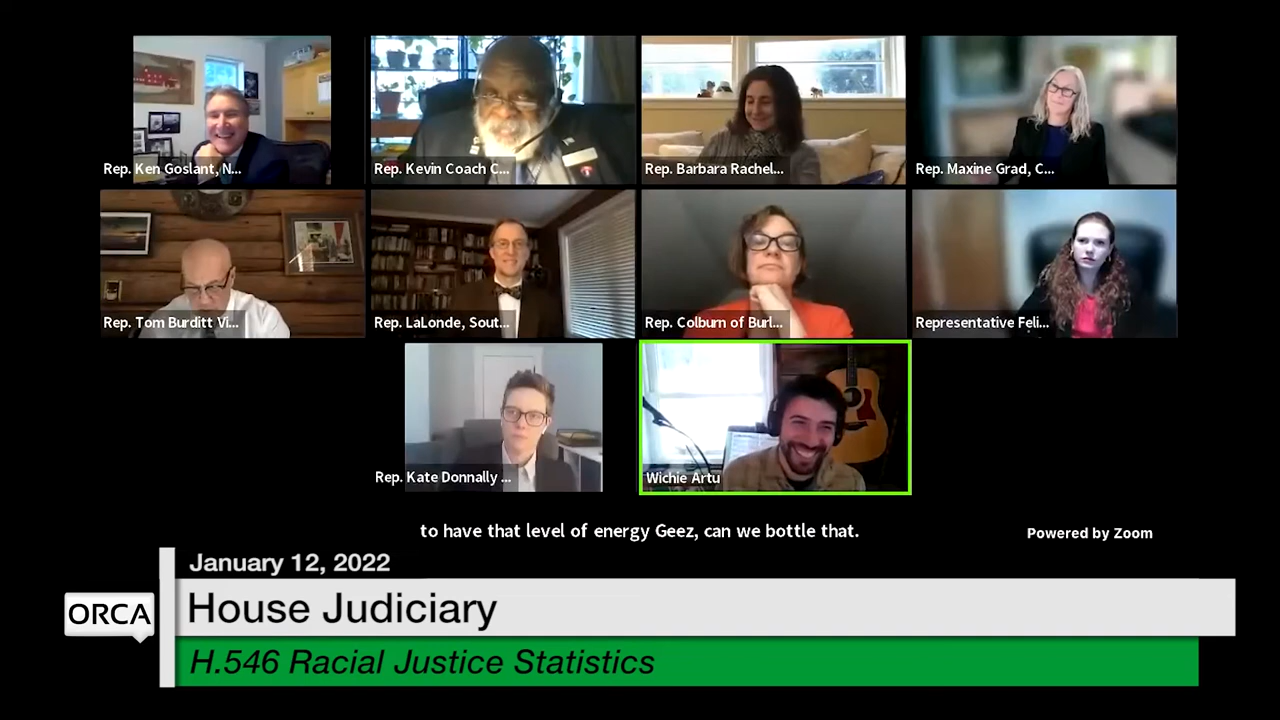 Rep. Ken Goslant, N...
Rep. Kevin Coach C...
Rep. Barbara Rachel...
Rep. Maxine Grad, C...
Rep. Tom Burditt Vi...
Rep. LaLonde, Sout...
Rep. Colburn of Burl...
Representative Feli...
Rep. Kate Donnally ...
Wichie Artu
to have that level of energy Geez, can we bottle that.
Powered by Zoom
January 12, 2022
ORCA
House Judiciary
H.546 Racial Justice Statistics